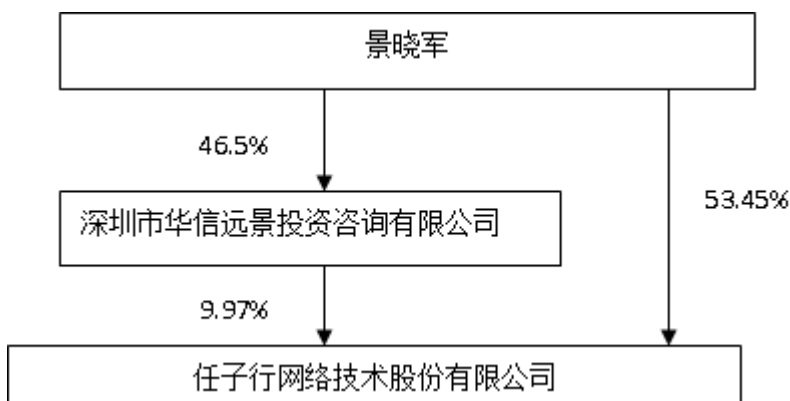 景晓军
46.5%
53.45%
深圳市华信远景投资咨询有限公司
9.97%
任子行网络技术股份有限公司